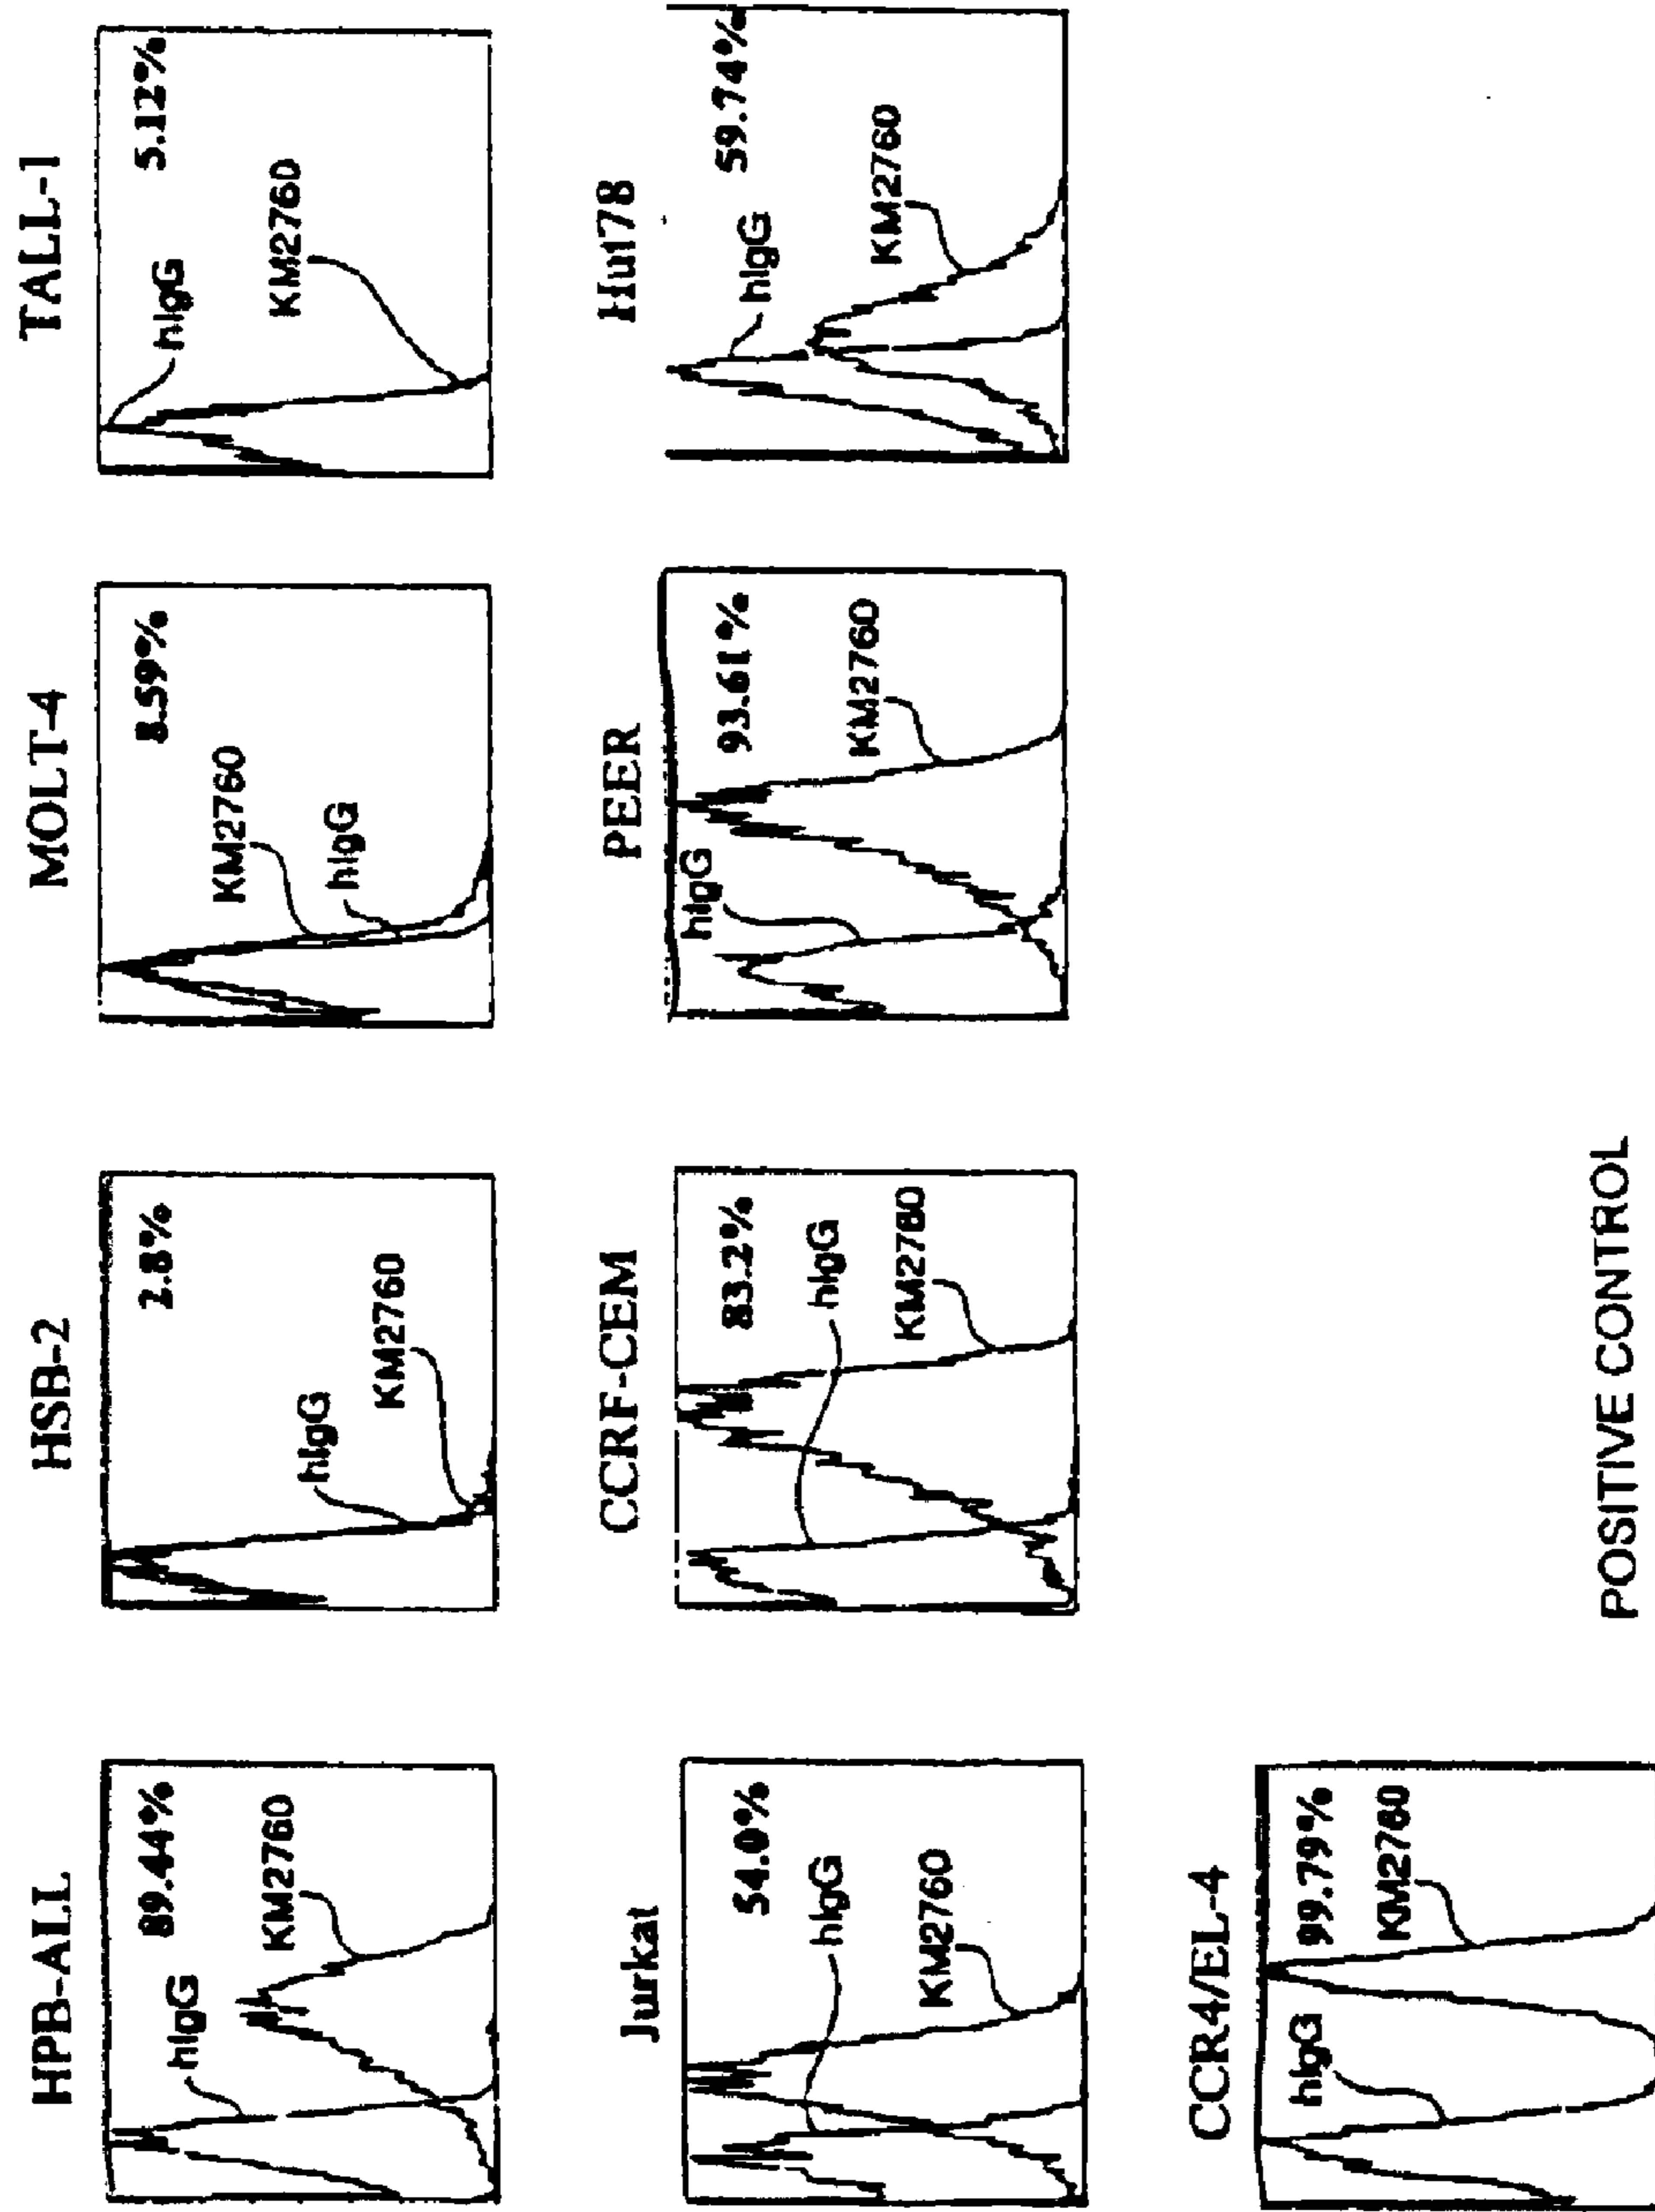 HPB-ALL
89.44%
hIgG
KM2760
HSB-2
2.8%
hIgG
KM2760
MOLT-4
8.59%
KM2760
hIgG
TALL-1
5.12%
hIgG
KM2760
Jurkat
54.0%
hIgG
KM2760
CCRF-CEM
83.2%
hIgG
KM2760
PEER
93.61%
hIgG
KM2760
Hut78
59.74%
hIgG
KM2760
CCR4/EL-4
99.79%
hIgG
KM2760
POSITIVE CONTROL